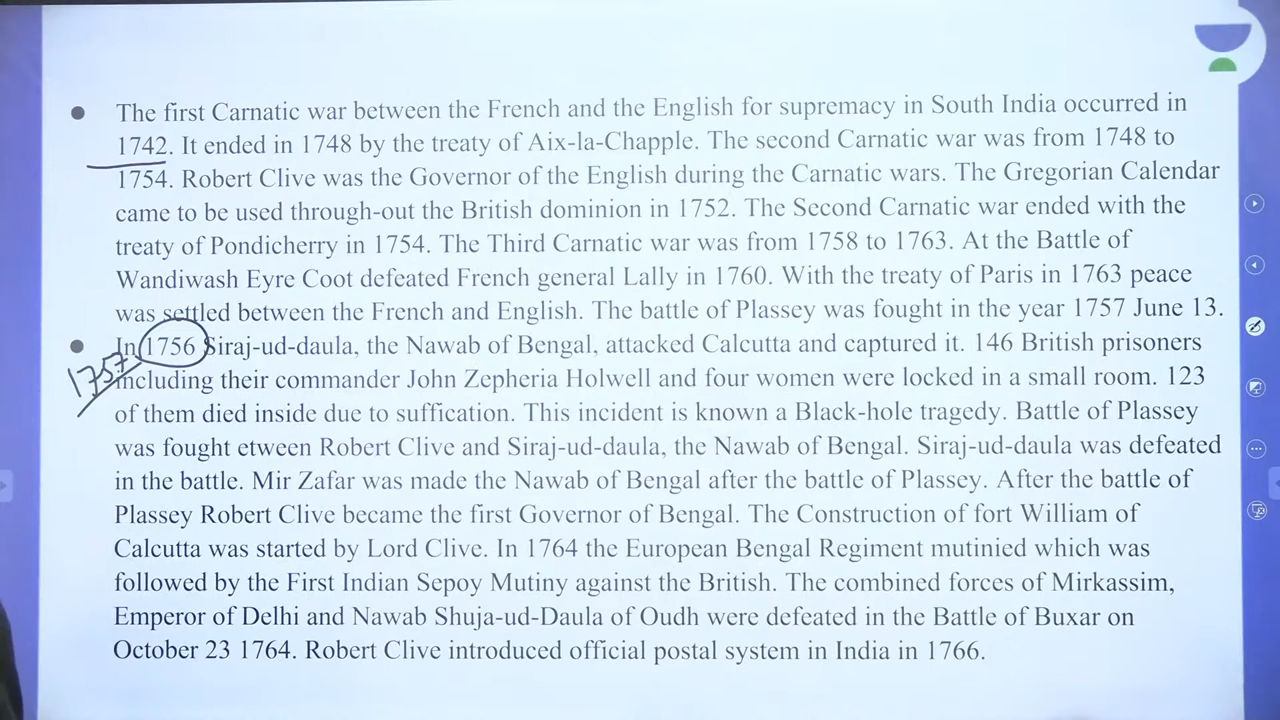 The first Carnatic war between the French and the English for supremacy in South India occurred in
1742. It ended in 1748 by the treaty of Aix-la-Chapple. The second Carnatic war was from 1748 to
1754. Robert Clive was the Governor of the English during the Carnatic wars. The Gregorian Calendar
came to be used through-out the British dominion in 1752. The Second Carnatic war ended with the
treaty of Pondicherry in 1754. The Third Carnatic war was from 1758 to 1763. At the Battle of
Wandiwash Eyre Coot defeated French general Lally in 1760. With the treaty of Paris in 1763 peace
was settled between the French and English. The battle of Plassey was fought in the year 1757 June 13.
In 1756 Siraj-ud-daula, the Nawab of Bengal, attacked Calcutta and captured it. 146 British prisoners
1757
including their commander John Zepheria Holwell and four women were locked in a small room. 123
of them died inside due to suffication. This incident is known a Black-hole tragedy. Battle of Plassey
was fought etween Robert Clive and Siraj-ud-daula, the Nawab of Bengal. Siraj-ud-daula was defeated
in the battle. Mir Zafar was made the Nawab of Bengal after the battle of Plassey. After the battle of
Plassey Robert Clive became the first Governor of Bengal. The Construction of fort William of
Calcutta was started by Lord Clive. In 1764 the European Bengal Regiment mutinied which was
followed by the First Indian Sepoy Mutiny against the British. The combined forces of Mirkassim,
Emperor of Delhi and Nawab Shuja-ud-Daula of Oudh were defeated in the Battle of Buxar on
October 23 1764. Robert Clive introduced official postal system in India in 1766.